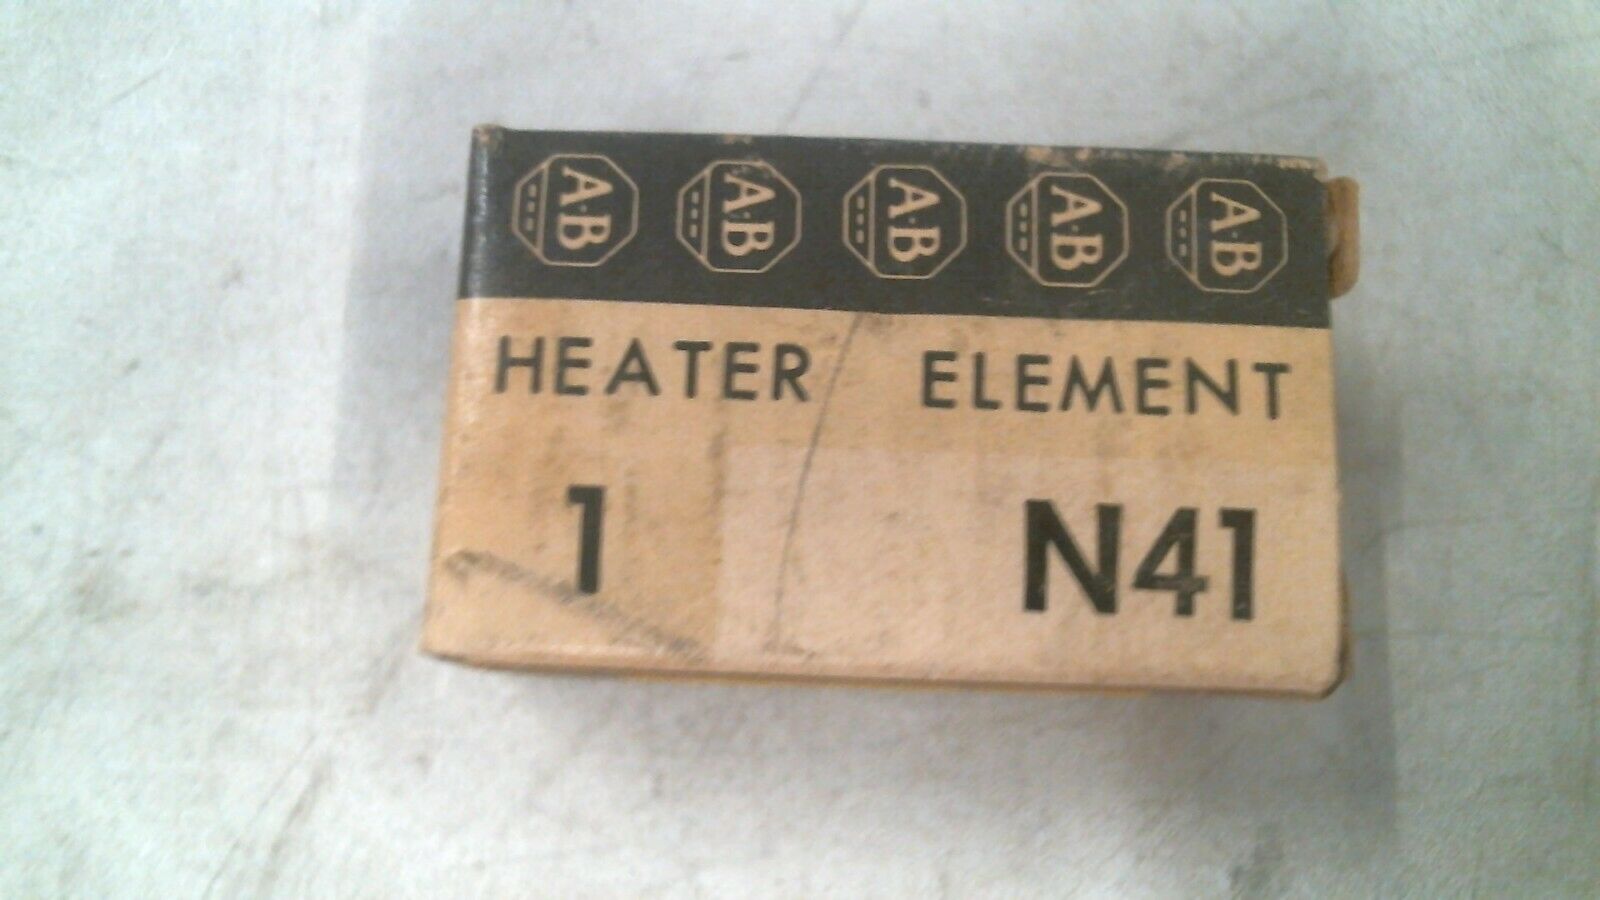 A-B A-B A-B A-B A-B
HEATER ELEMENT
1 N41